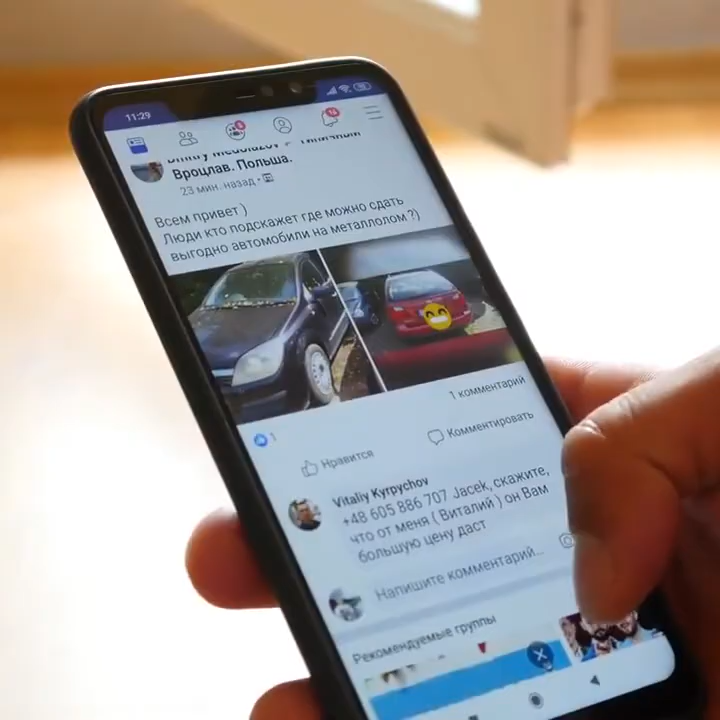 11:29
Вроцлав. Польша.
23 мин. назад
Всем привет )
Люди кто подскажет где можно сдать
выгодно автомобили на металлолом ?)
1 комментарий
1
Нравится
Комментировать
Vitaliy Kyrpychov
+48 605 886 707 Jacek, скажите,
что от меня ( Виталий ) он Вам
большую цену даст
Напишите комментарий...
Рекомендуемые группы